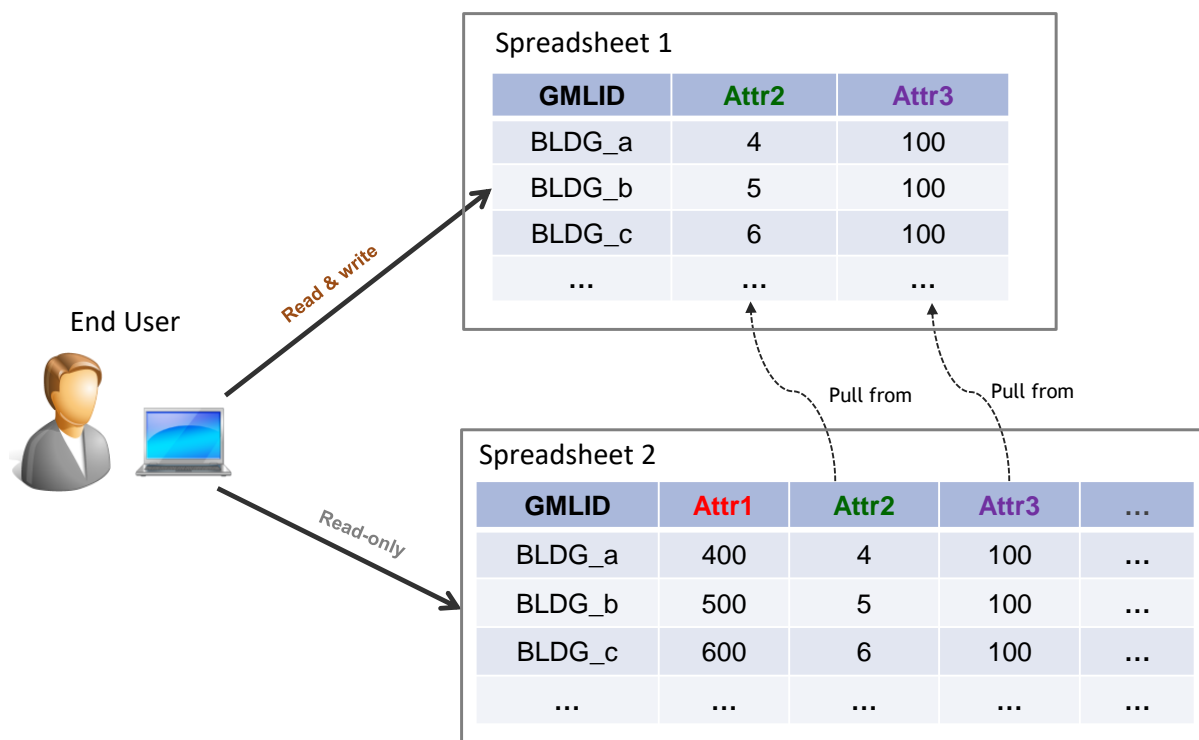 Spreadsheet 1
GMLID Attr2 Attr3
BLDG_a 4 100
BLDG_b 5 100
BLDG_c 6 100
... ... ...
Read & write
End User
Pull from Pull from
Read-only
Spreadsheet 2
GMLID Attr1 Attr2 Attr3 ...
BLDG_a 400 4 100 ...
BLDG_b 500 5 100 ...
BLDG_c 600 6 100 ...
... ... ... ... ...